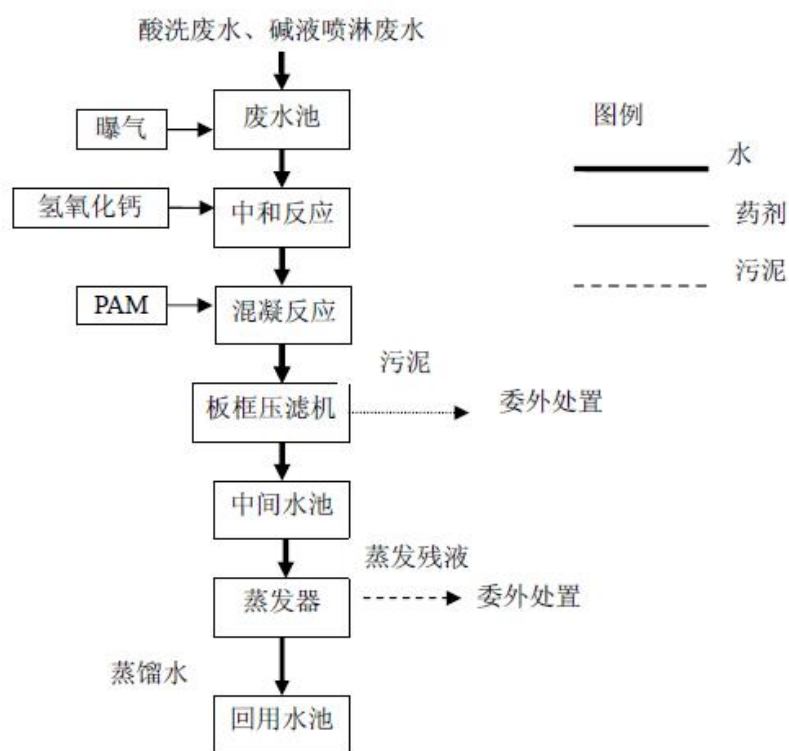 酸洗废水、碱液喷淋废水
曝气
废水池
图例
水
氢氧化钙
中和反应
药剂
PAM
混凝反应
污泥
污泥
板框压滤机
委外处置
中间水池
蒸发残液
蒸发器
委外处置
蒸馏水
回用水池